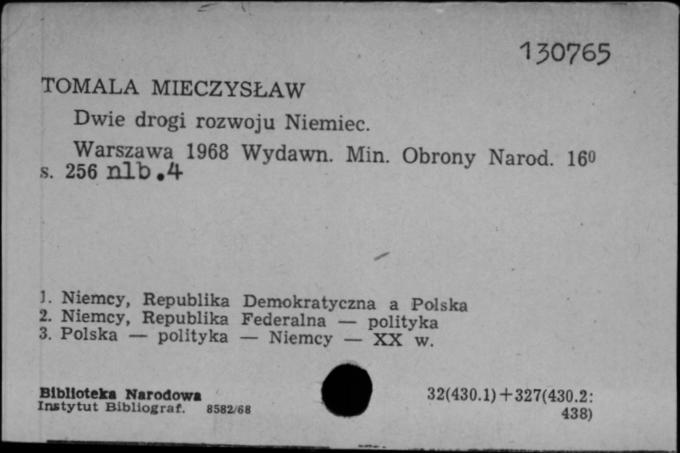 130765
TOMALA MIECZYSŁAW
Dwie drogi rozwoju Niemiec.
Warszawa 1968 Wydawn. Min. Obrony Narod. 16⁰
s. 256 nlb.4
1. Niemcy, Republika Demokratyczna a Polska
2. Niemcy, Republika Federalna — polityka
3. Polska — polityka — Niemcy — XX w.
Biblioteka Narodowa
Instytut Bibliograf. 8582/68
32(430.1)+327(430.2:
438)